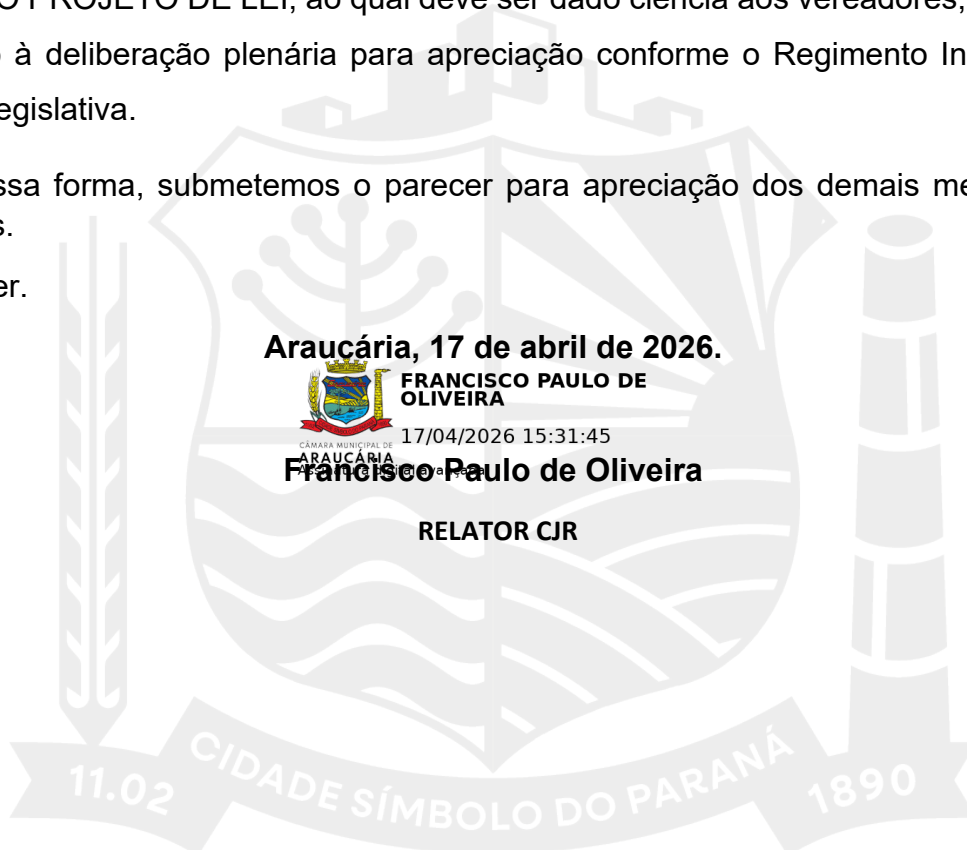 PROJETO DE LEI, ao qual deve ser dado ciência aos vereadores,
à deliberação plenária para apreciação conforme o Regimento In
egislativa.
ssa forma, submetemos o parecer para apreciação dos demais me
s.
er.
Araucária, 17 de abril de 2026.
FRANCISCO PAULO DE
OLIVEIRA
17/04/2026 15:31:45
CÂMARA MUNICIPAL DE
ARAUCÁRIA
Assinatura digital avançada
Francisco Paulo de Oliveira
RELATOR CJR
CIDADE SÍMBOLO DO PARANÁ
11.02
1890